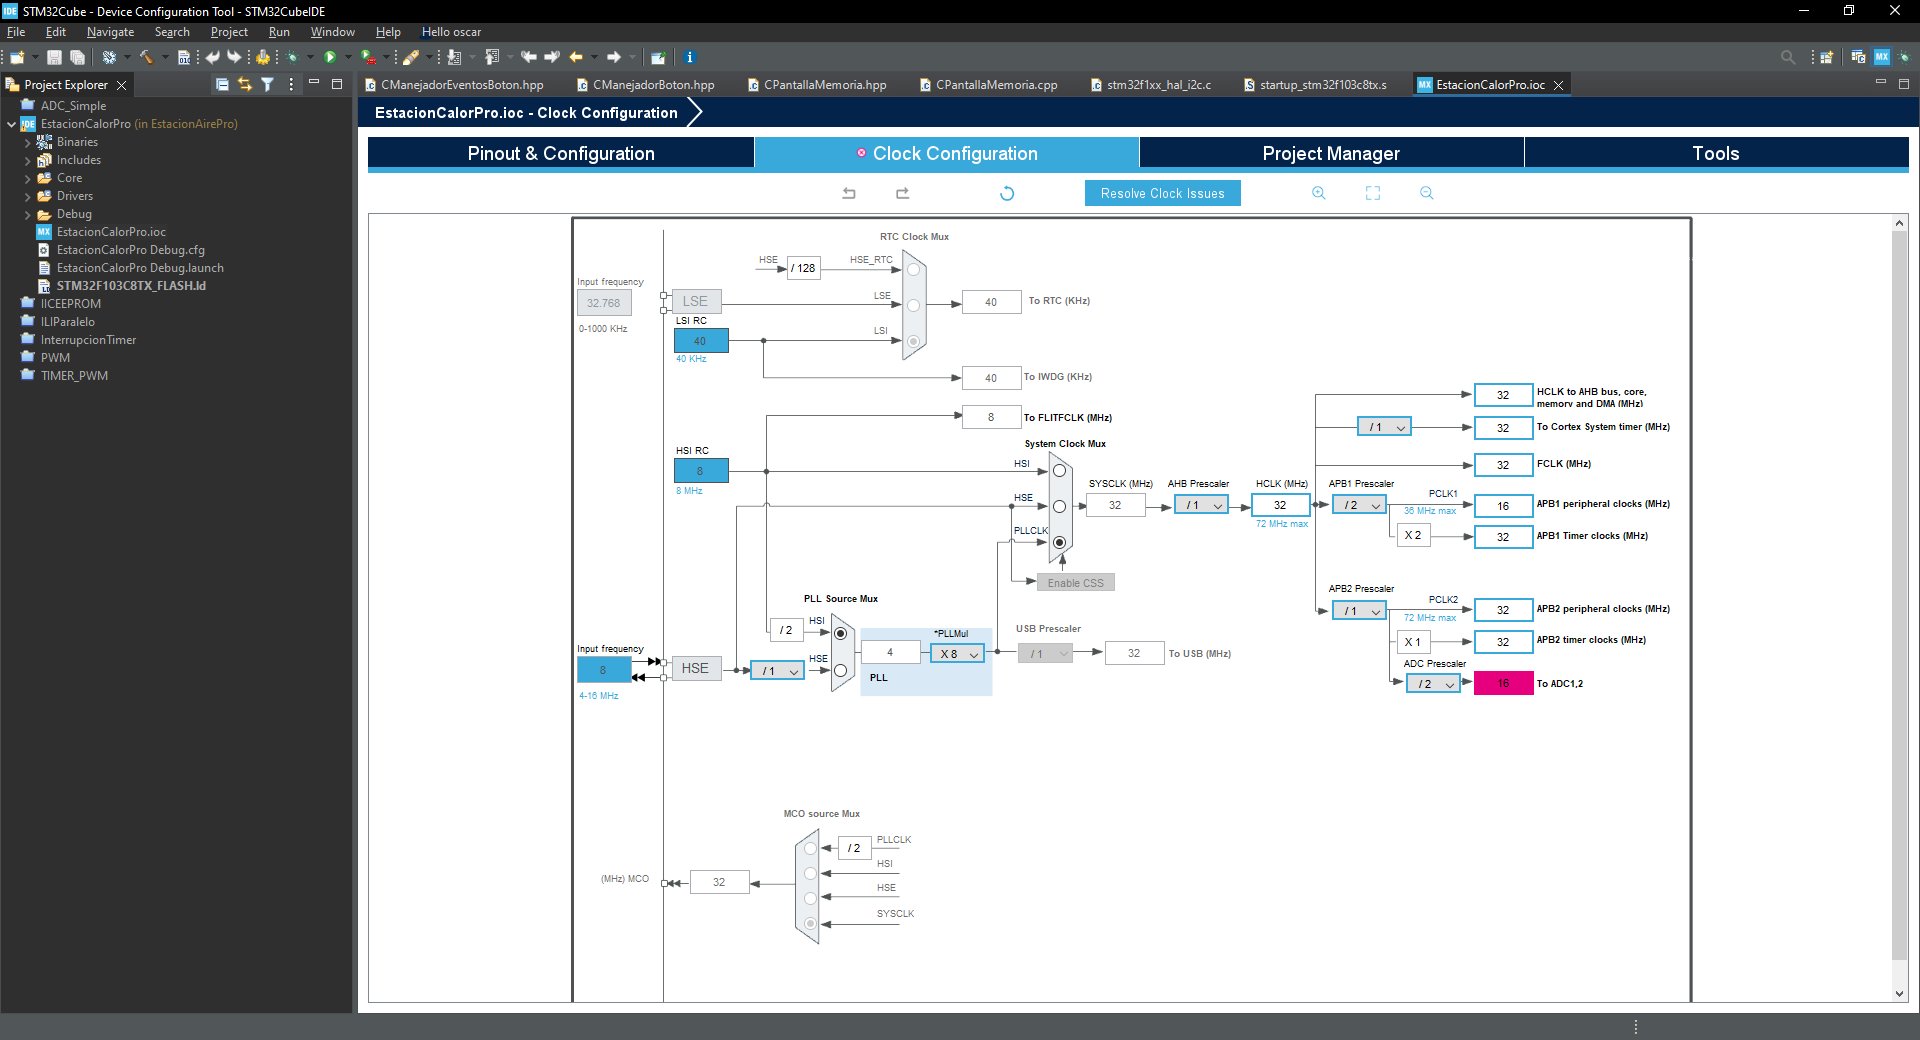 IDE STM32Cube - Device Configuration Tool - STM32CubeIDE
File Edit Navigate Search Project Run Window Help Hello oscar
Project Explorer
CManejadorEventosBoton.hpp CManejadorBoton.hpp CPantallaMemoria.hpp CPantallaMemoria.cpp stm32f1xx_hal_i2c.c startup_stm32f103c8tx.s MX EstacionCalorPro.ioc
ADC_Simple
IDE EstacionCalorPro (in EstacionAirePro)
Binaries
Includes
Core
Drivers
Debug
MX EstacionCalorPro.ioc
EstacionCalorPro Debug.cfg
EstacionCalorPro Debug.launch
STM32F103C8TX_FLASH.ld
IICEEPROM
ILIParalelo
InterrupcionTimer
PWM
TIMER_PWM
EstacionCalorPro.ioc - Clock Configuration
Pinout & Configuration
Clock Configuration
Project Manager
Tools
Resolve Clock Issues
RTC Clock Mux
HSE
/ 128
HSE_RTC
Input frequency
32.768
0-1000 KHz
LSE
LSE
40
To RTC (KHz)
LSI RC
40
40 KHz
LSI
40
To IWDG (KHz)
8
To FLITFCLK (MHz)
System Clock Mux
HSI RC
8
8 MHz
HSI
HSE
PLLCLK
SYSCLK (MHz)
32
AHB Prescaler
/ 1
HCLK (MHz)
32
72 MHz max
APB1 Prescaler
/ 2
PCLK1
36 MHz max
X 2
32
HCLK to AHB bus, core,
memory and DMA (MHz)
/ 1
32
To Cortex System timer (MHz)
32
FCLK (MHz)
16
APB1 peripheral clocks (MHz)
32
APB1 Timer clocks (MHz)
Enable CSS
APB2 Prescaler
/ 1
PCLK2
72 MHz max
X 1
32
APB2 peripheral clocks (MHz)
32
APB2 timer clocks (MHz)
ADC Prescaler
/ 2
16
To ADC1,2
PLL Source Mux
/ 2
HSI
HSE
Input frequency
8
4-16 MHz
HSE
/ 1
4
*PLLMul
X 8
PLL
USB Prescaler
/ 1
32
To USB (MHz)
MCO source Mux
/ 2
PLLCLK
HSI
HSE
SYSCLK
(MHz) MCO
32